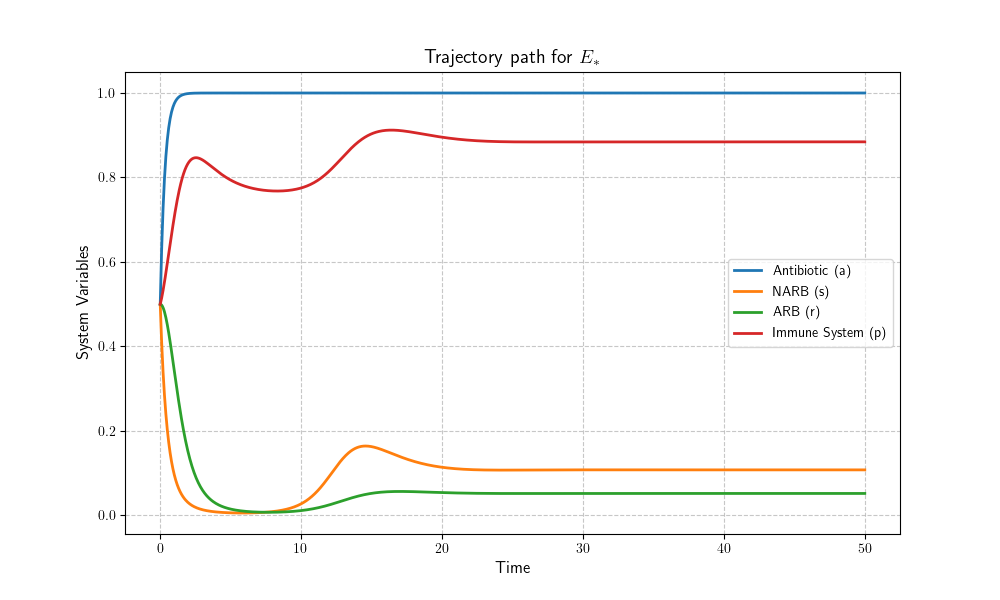 Trajectory path for $E_*$
System Variables
1.0
0.8
0.6
0.4
0.2
0.0
Antibiotic (a)
NARB (s)
ARB (r)
Immune System (p)
0 10 20 30 40 50
Time